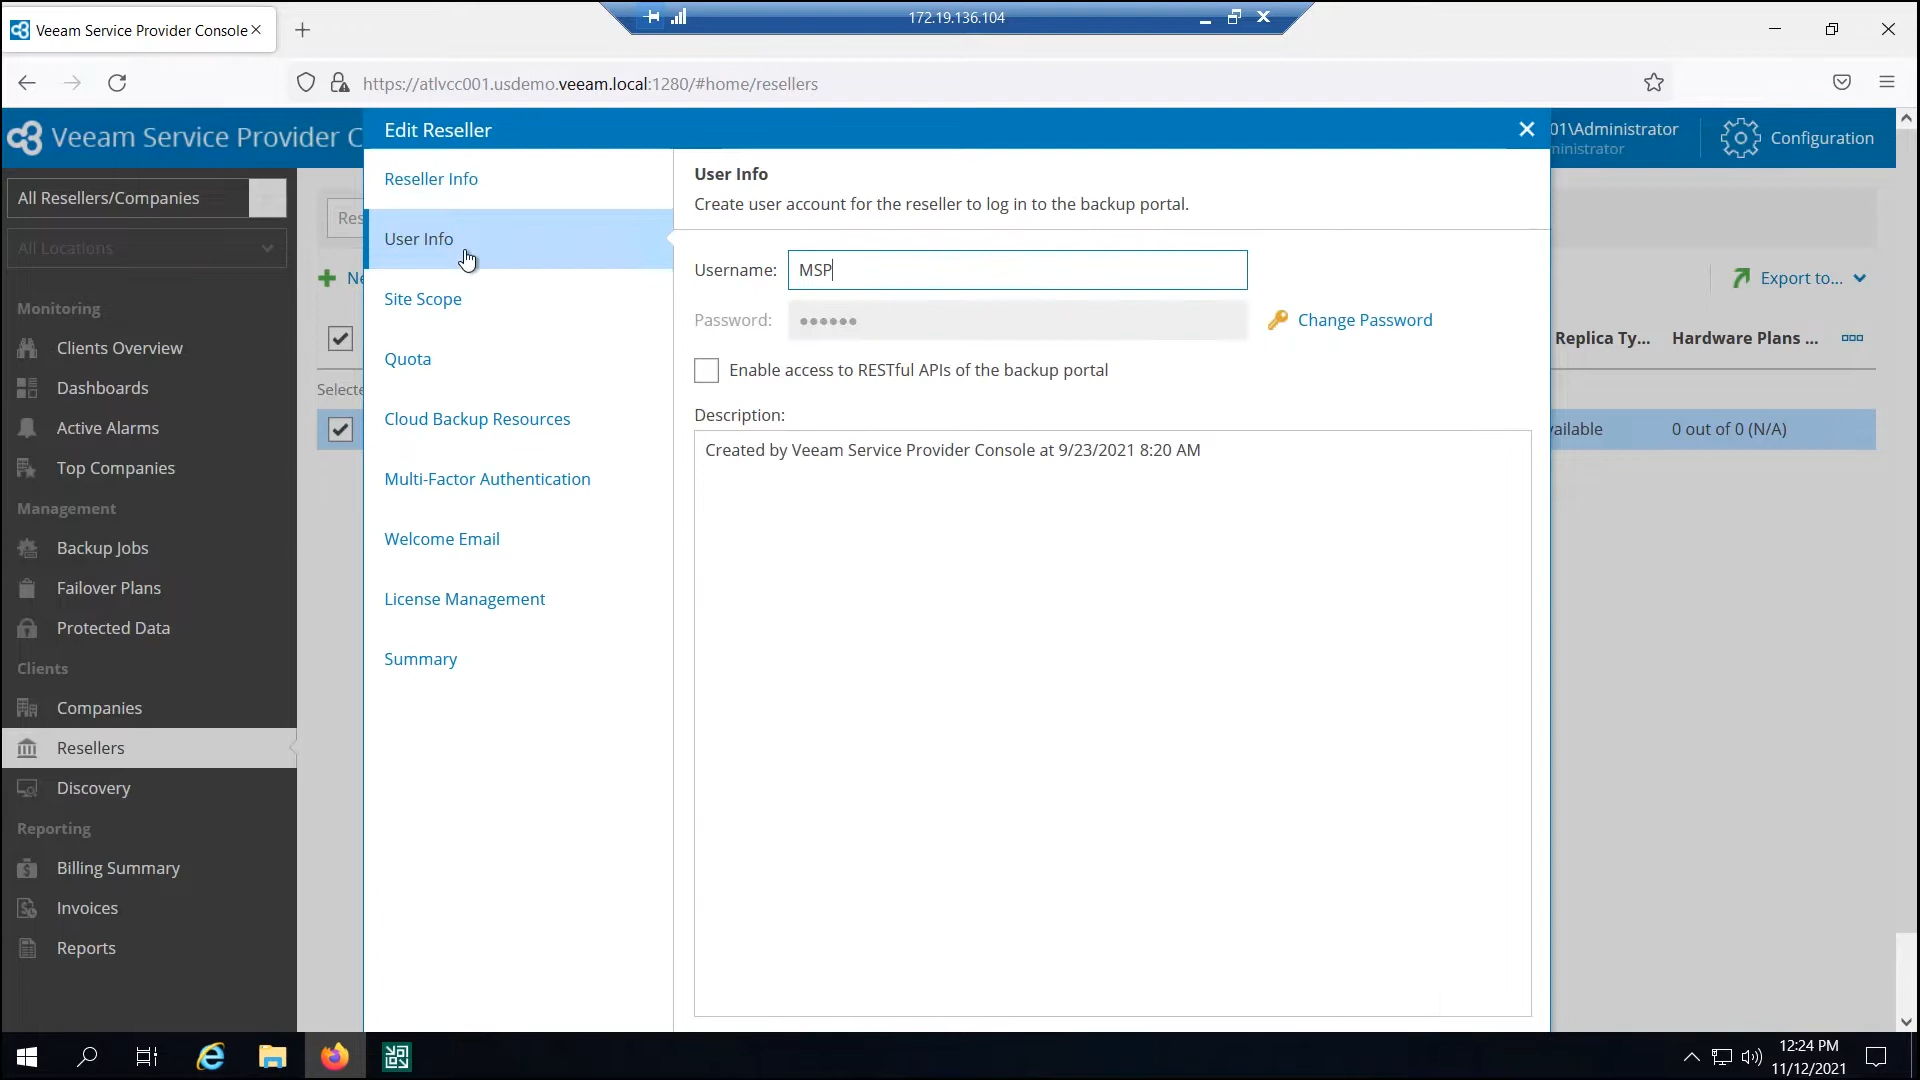 172.19.136.104
Veeam Service Provider Console
https://atlvcc001.usdemo.veeam.local:1280/#home/resellers
Veeam Service Provider C
Edit Reseller
01\Administrator
ministrator
Configuration
All Resellers/Companies
All Locations
Monitoring
Clients Overview
Dashboards
Active Alarms
Top Companies
Management
Backup Jobs
Failover Plans
Protected Data
Clients
Companies
Resellers
Discovery
Reporting
Billing Summary
Invoices
Reports
Res
Ne
Selecte
Reseller Info
User Info
Site Scope
Quota
Cloud Backup Resources
Multi-Factor Authentication
Welcome Email
License Management
Summary
User Info
Create user account for the reseller to log in to the backup portal.
Username: MSP
Password: ●●●●●●
Change Password
Enable access to RESTful APIs of the backup portal
Description:
Created by Veeam Service Provider Console at 9/23/2021 8:20 AM
Export to...
Replica Ty... Hardware Plans ...
ailable 0 out of 0 (N/A)
12:24 PM
11/12/2021